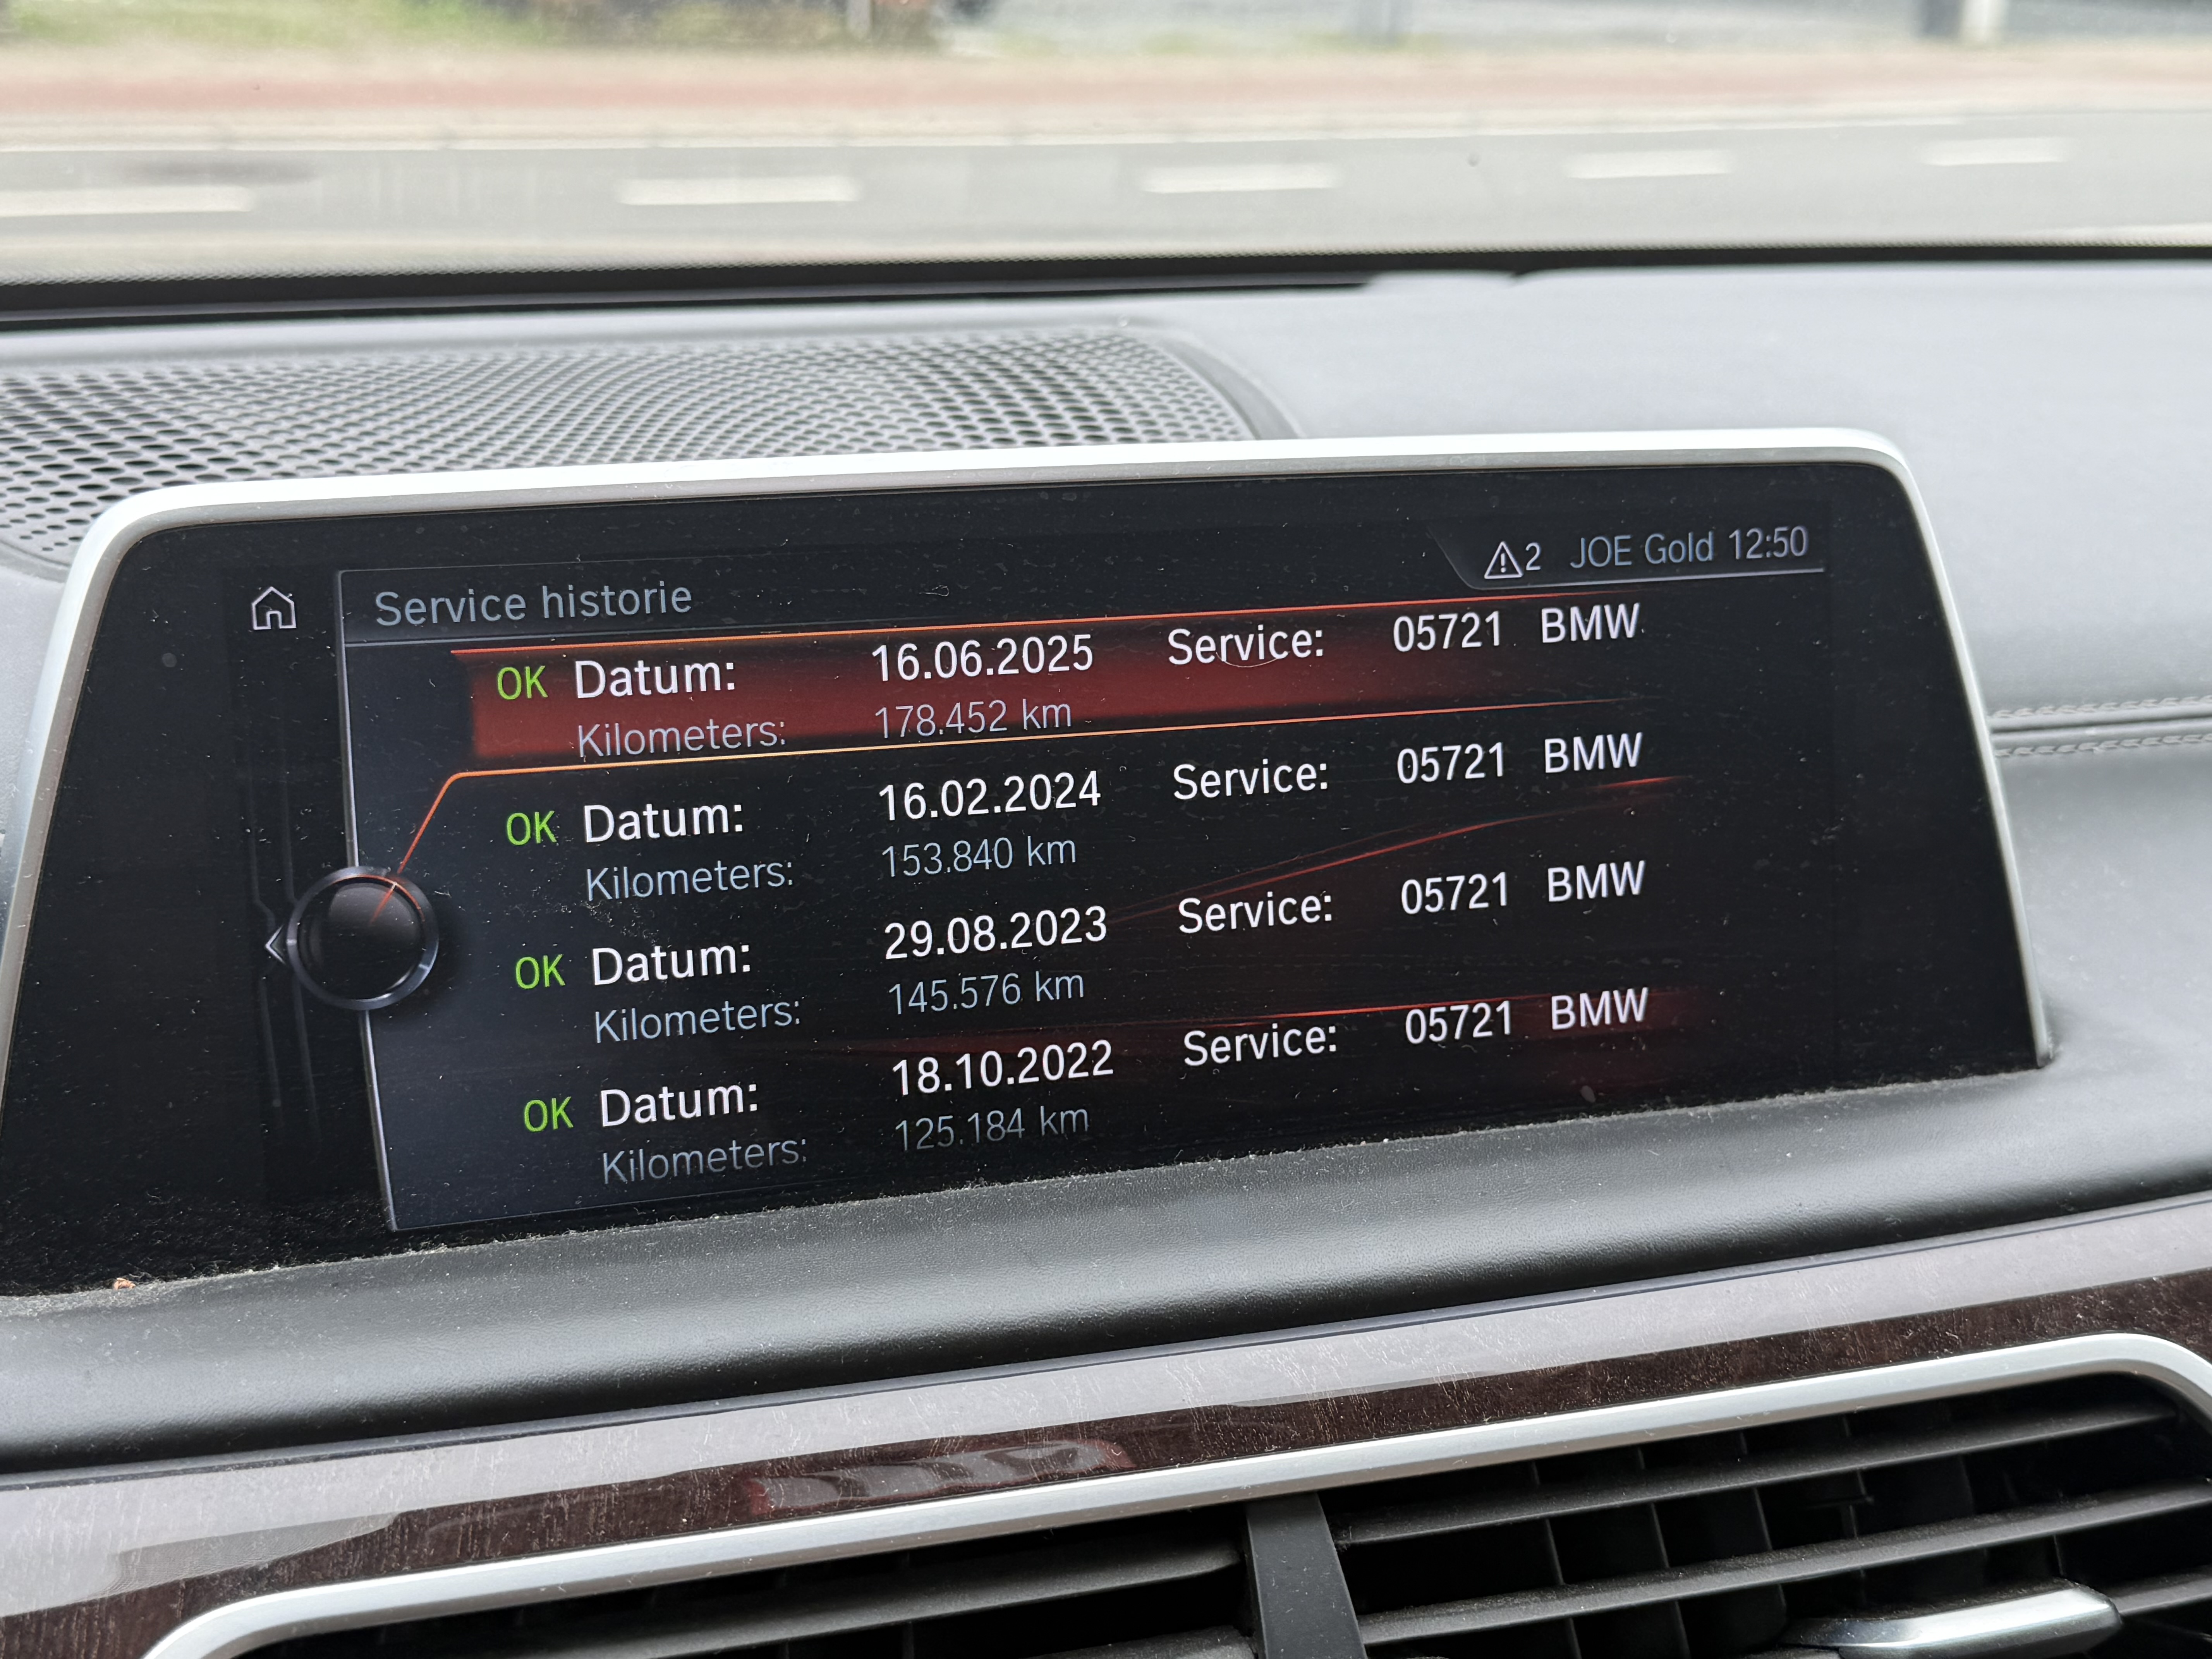 2 JOE Gold 12:50
Service historie
OK Datum: 16.06.2025 Service: 05721 BMW
Kilometers: 178.452 km
OK Datum: 16.02.2024 Service: 05721 BMW
Kilometers: 153.840 km
OK Datum: 29.08.2023 Service: 05721 BMW
Kilometers: 145.576 km
OK Datum: 18.10.2022 Service: 05721 BMW
Kilometers: 125.184 km